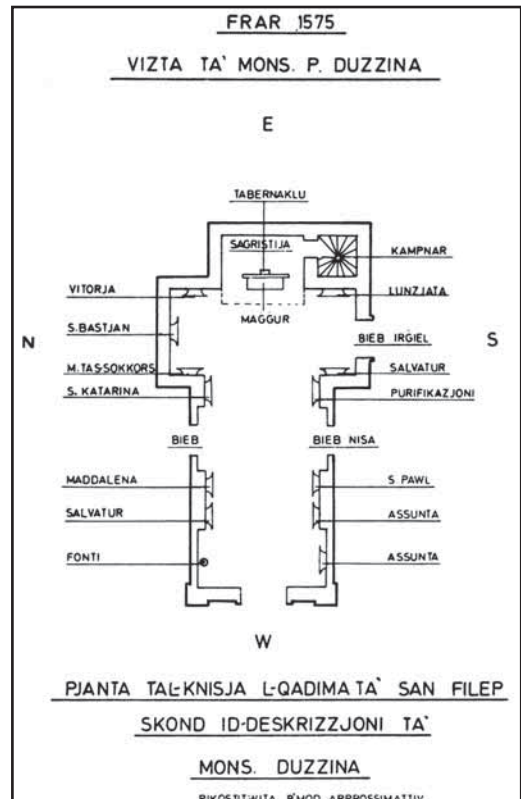 FRAR 1575
VIZTA TA' MONS. P. DUZZINA
E
TABERNAKLU
SAGRISTIJA
KAMPNAR
VITORJA
LUNZJATA
MAGGUR
S.BASTJAN
N
BIEB IRĠIEL
S
M.TAS-SOKKORS
SALVATUR
S. KATARINA
PURIFIKAZJONI
BIEB
BIEB NISA
MADDALENA
S PAWL
SALVATUR
ASSUNTA
FONTI
ASSUNTA
W
PJANTA TAL-KNISJA L-QADIMA TA' SAN FILEP
SKOND ID-DESKRIZZJONI TA'
MONS. DUZZINA